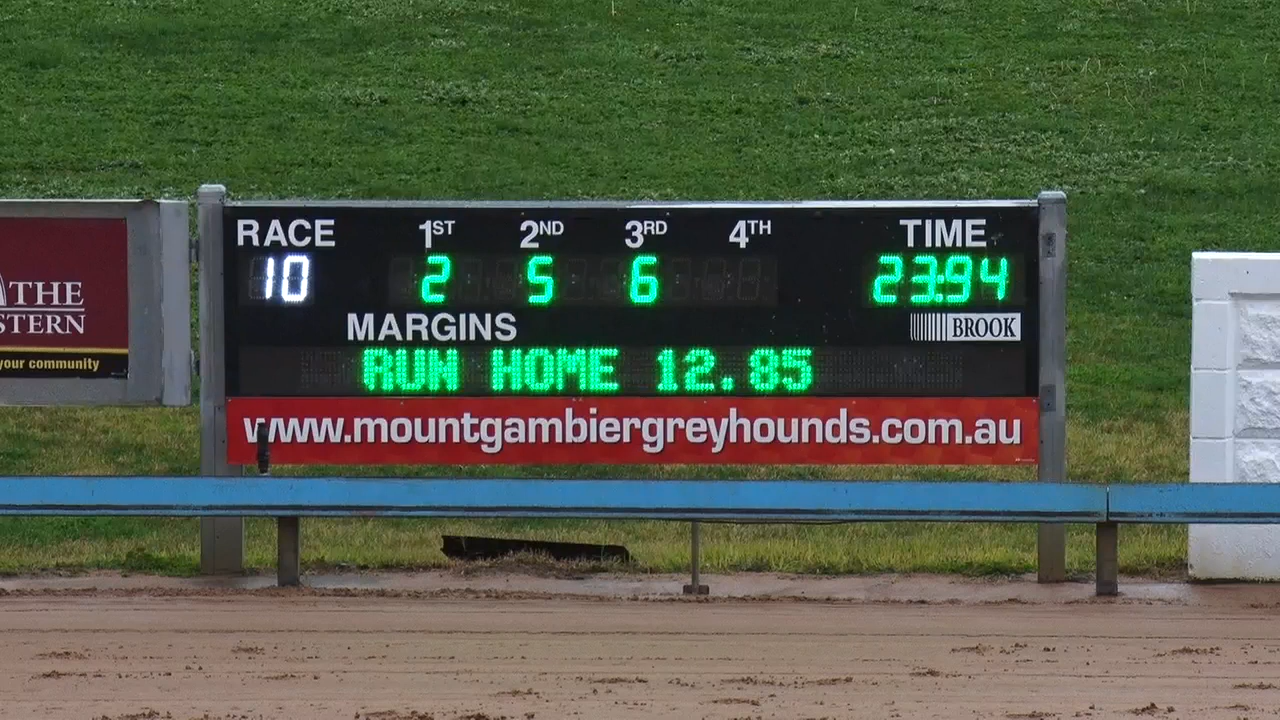 RACE 1ST 2ND 3RD 4TH TIME
10 2 5 6 23.94
MARGINS
BROOK
RUN HOME 12.85
www.mountgambiergreyhounds.com.au
THE
STERN
your community